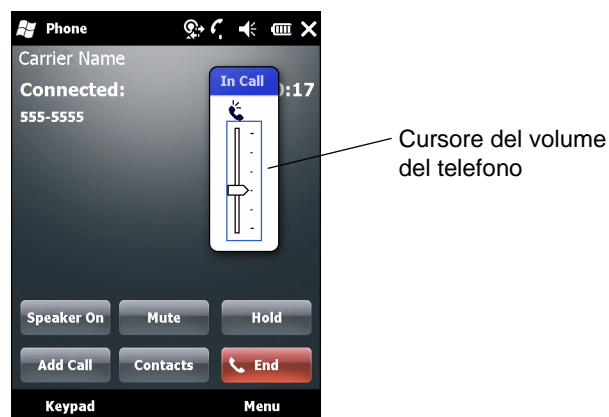 Phone
Carrier Name
In Call
Connected:
:17
555-5555
Cursore del volume
del telefono
Speaker On
Mute
Hold
Add Call
Contacts
End
Keypad
Menu